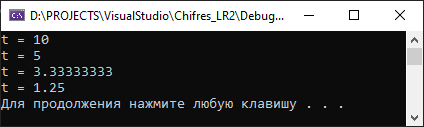 D:\PROJECTS\VisualStudio\Chifres_LR2\Debug...
t = 10
t = 5
t = 3.33333333
t = 1.25
Для продолжения нажмите любую клавишу . . .